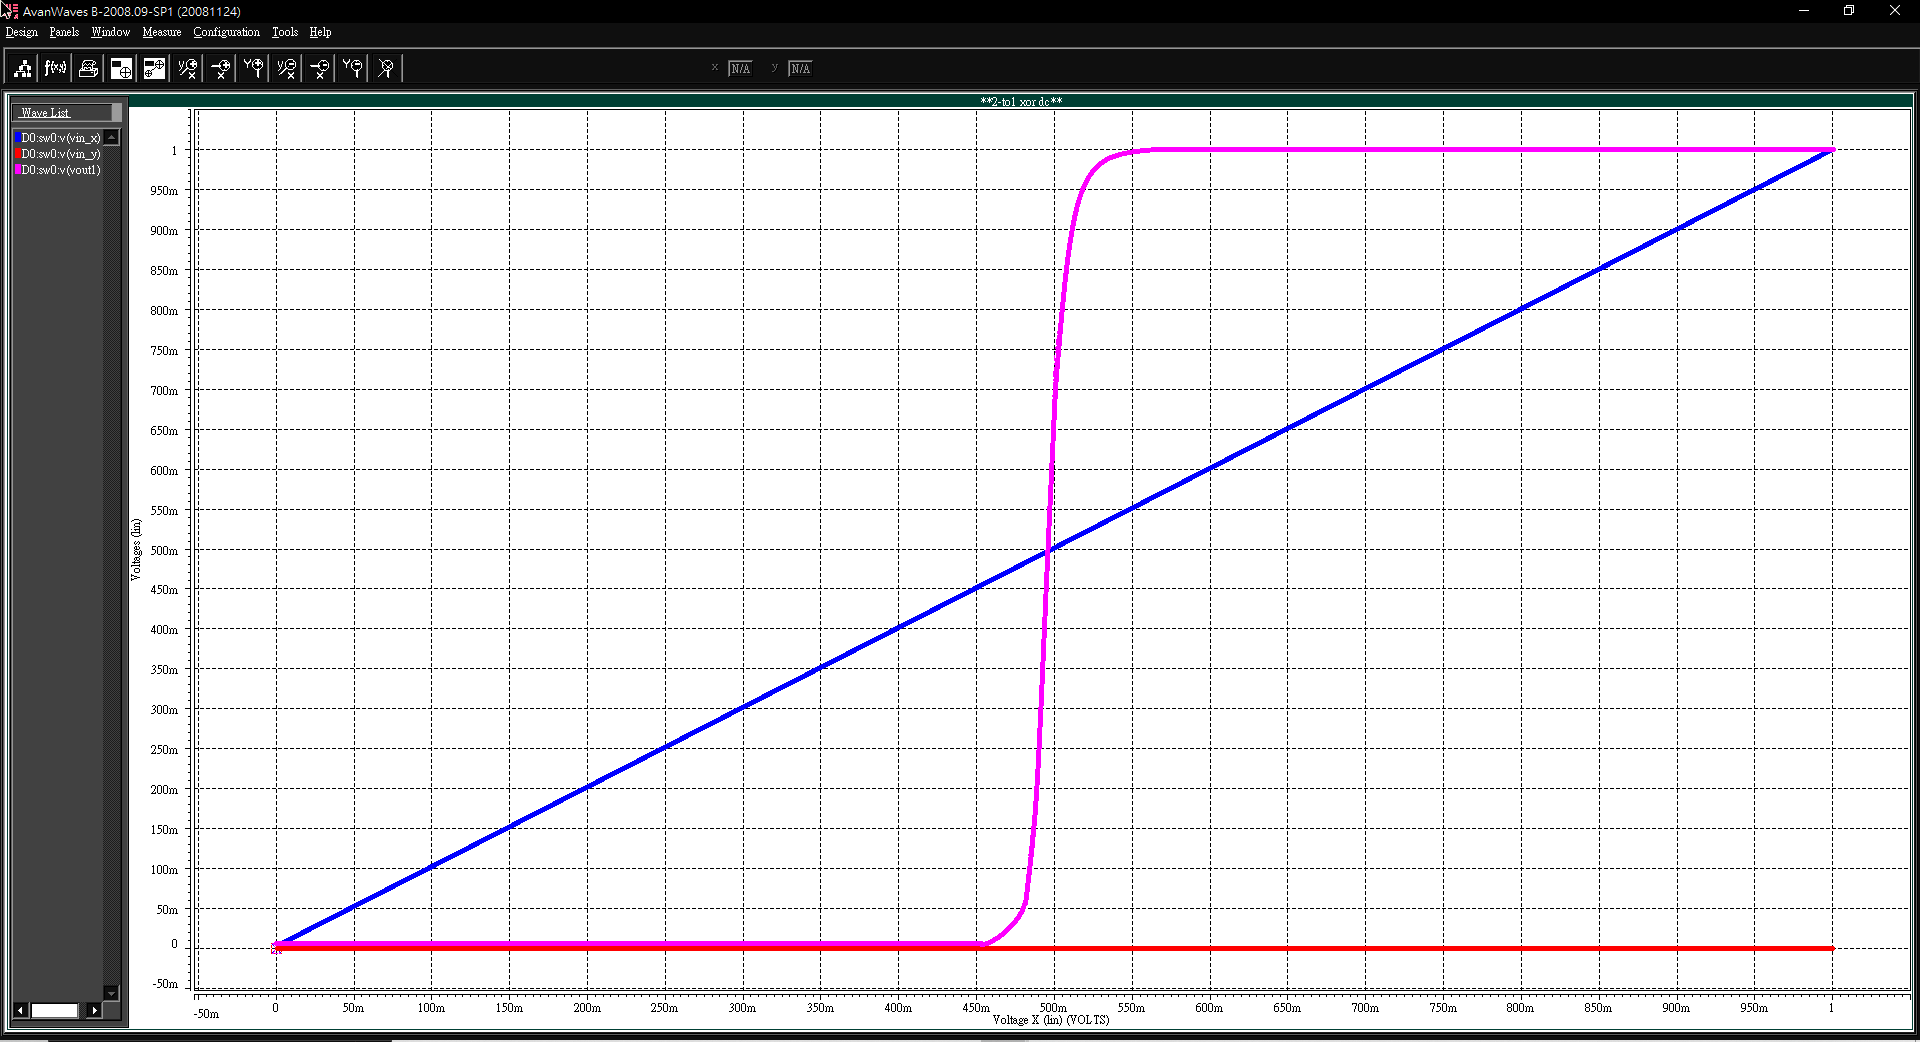 AvanWaves B-2008.09-SP1 (20081124)
Design Panels Window Measure Configuration Tools Help
f(x) x N/A y N/A
**2-to1 xor dc**
Wave List
D0:sw0:v(vin_x)
D0:sw0:v(vin_y)
D0:sw0:v(vout1)
1
950m
900m
850m
800m
750m
700m
650m
600m
550m
500m
450m
400m
350m
300m
250m
200m
150m
100m
50m
0
-50m
Voltages (lin)
-50m 0 50m 100m 150m 200m 250m 300m 350m 400m 450m 500m 550m 600m 650m 700m 750m 800m 850m 900m 950m 1
Voltage X (lin) (VOLTS)